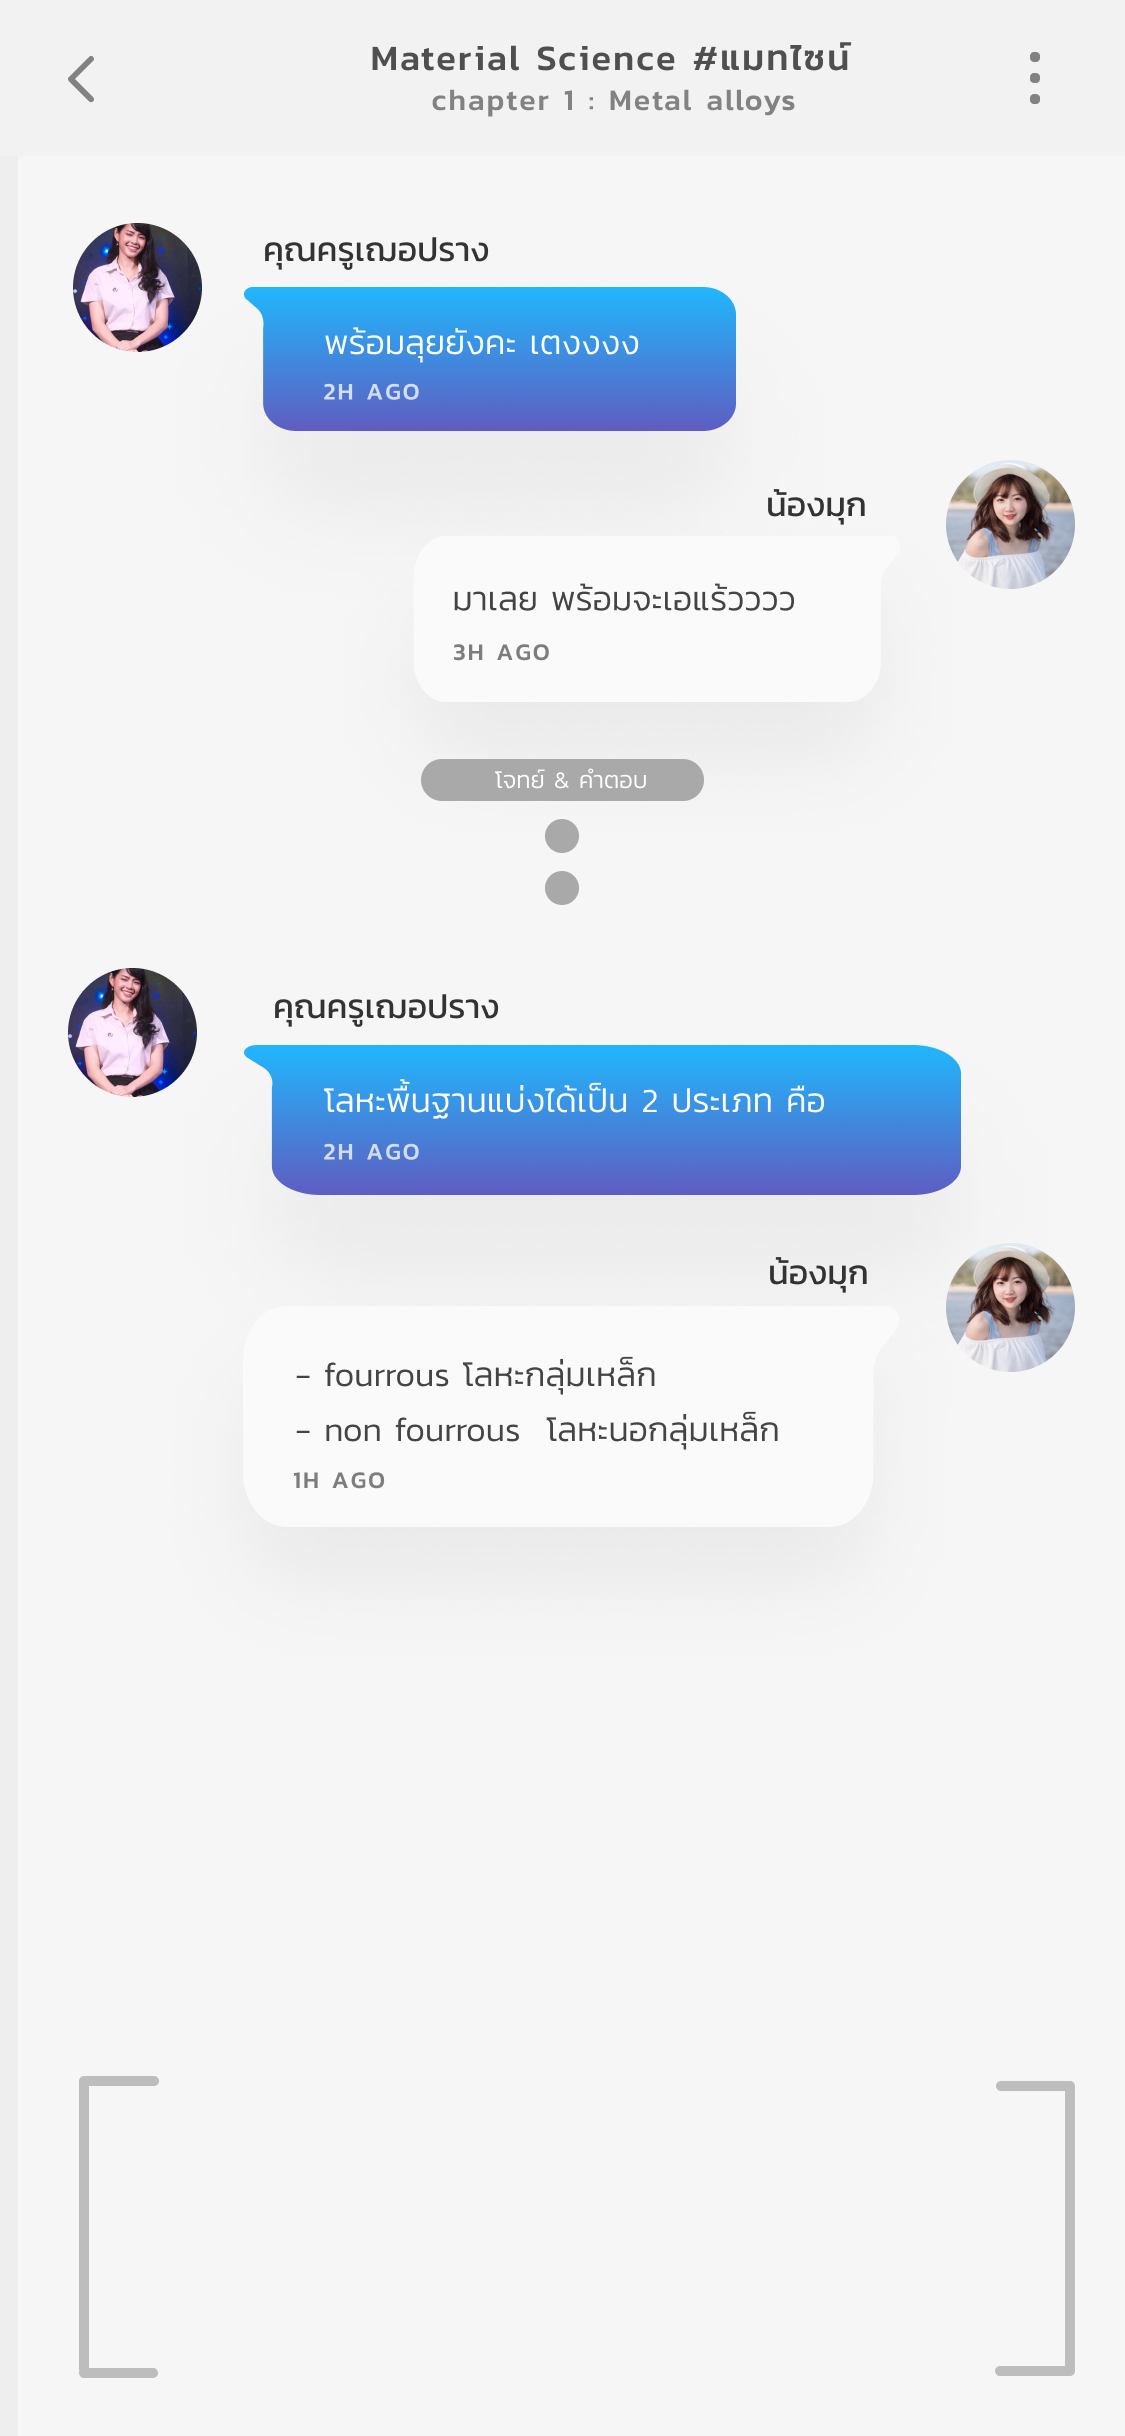 Material Science #แมทไซน์
chapter 1 : Metal alloys
คุณครูเฌอปราง
พร้อมลุยยังคะ เตงงงง
2H AGO
น้องมุก
มาเลย พร้อมจะเอแร้วววว
3H AGO
โจทย์ & คำตอบ
คุณครูเฌอปราง
โลหะพื้นฐานแบ่งได้เป็น 2 ประเภท คือ
2H AGO
น้องมุก
- fourrous โลหะกลุ่มเหล็ก
- non fourrous โลหะนอกลุ่มเหล็ก
1H AGO